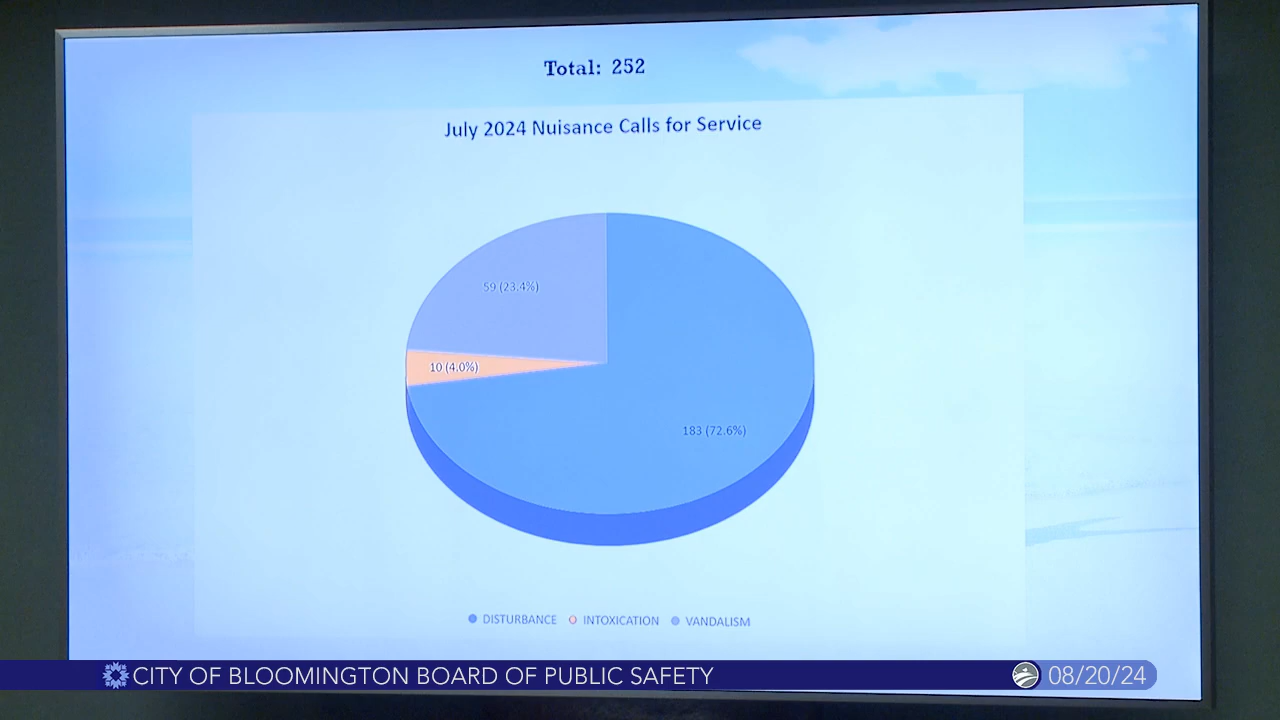 Total: 252
July 2024 Nuisance Calls for Service
59 (23.4%)
10 (4.0%)
183 (72.6%)
DISTURBANCE INTOXICATION VANDALISM
CITY OF BLOOMINGTON BOARD OF PUBLIC SAFETY 08/20/24